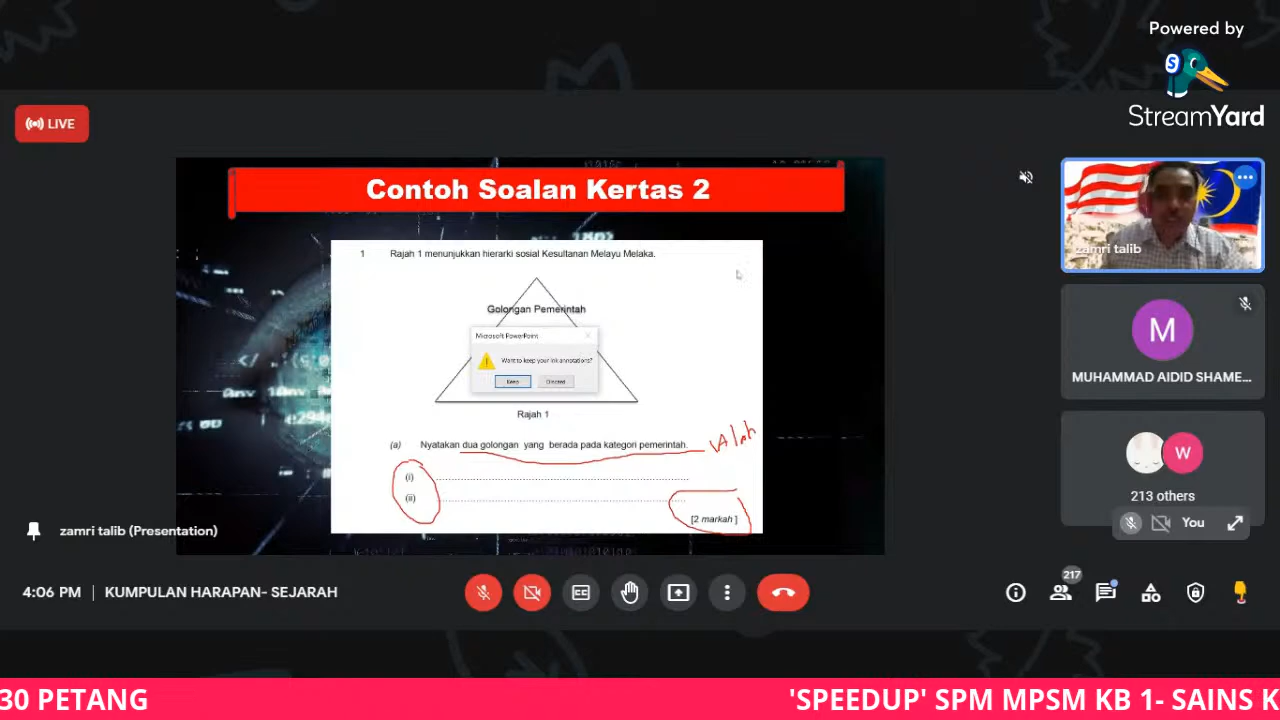 Powered by
StreamYard
LIVE
Contoh Soalan Kertas 2
1 Rajah 1 menunjukkan hierarki sosial Kesultanan Melayu Melaka.
Golongan Pemerintah
Microsoft PowerPoint
Want to keep your ink annotations?
Keep Discard
Rajah 1
(a) Nyatakan dua golongan yang berada pada kategori pemerintah.
(i)
(ii)
[2 markah ]
zamri talib
M
MUHAMMAD AIDID SHAME...
W
213 others
You
zamri talib (Presentation)
4:06 PM | KUMPULAN HARAPAN- SEJARAH
217
30 PETANG 'SPEEDUP' SPM MPSM KB 1- SAINS K